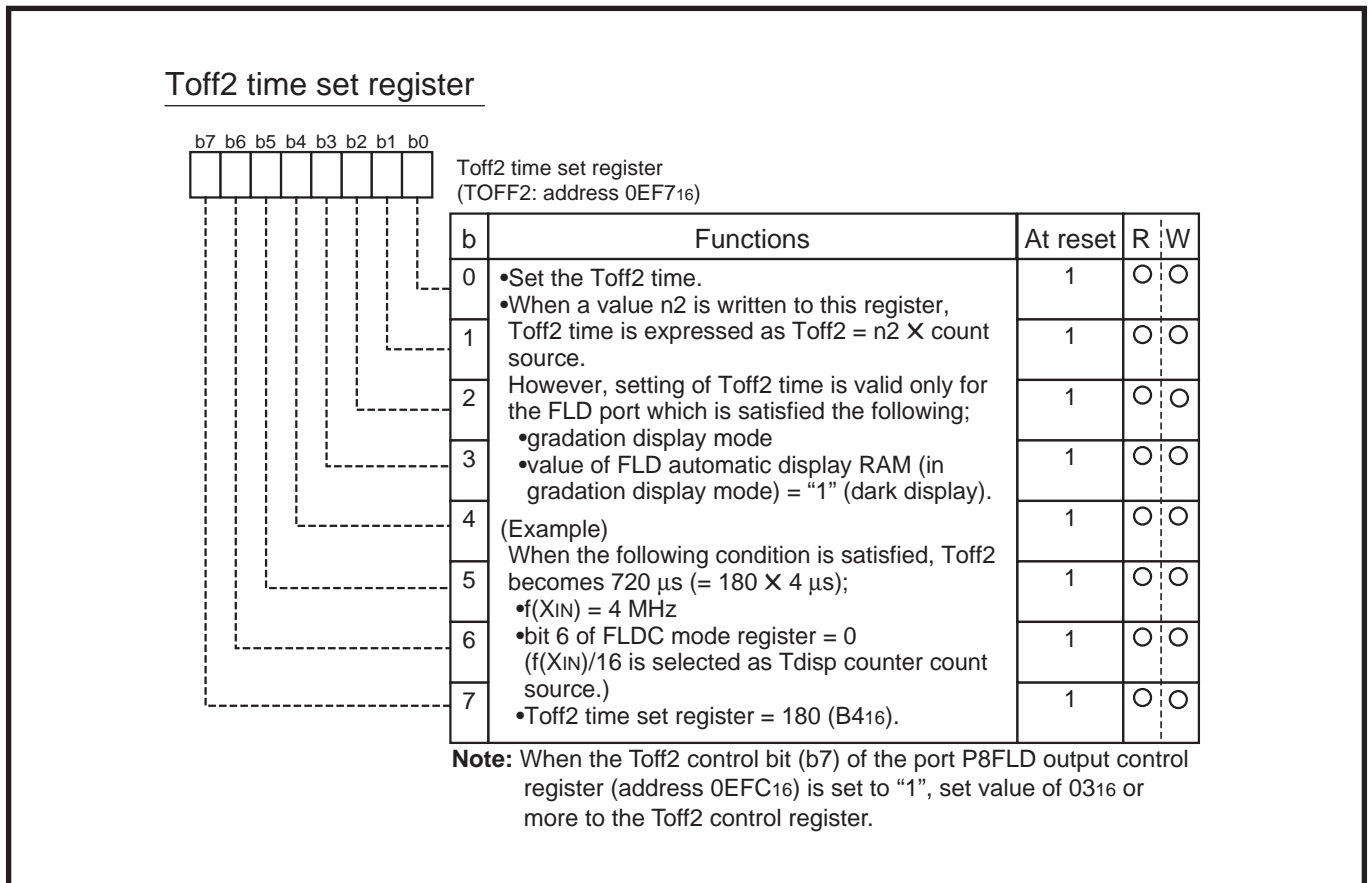 Toff2 time set register
b7 b6 b5 b4 b3 b2 b1 b0
Toff2 time set register
(TOFF2: address 0EF716)
b Functions At reset R W
0 •Set the Toff2 time. 1 O O
•When a value n2 is written to this register,
1 Toff2 time is expressed as Toff2 = n2 X count 1 O O
source.
2 However, setting of Toff2 time is valid only for 1 O O
the FLD port which is satisfied the following;
•gradation display mode
3 •value of FLD automatic display RAM (in 1 O O
gradation display mode) = “1” (dark display).
4 (Example) 1 O O
When the following condition is satisfied, Toff2
5 becomes 720 μs (= 180 X 4 μs); 1 O O
•f(XIN) = 4 MHz
6 •bit 6 of FLDC mode register = 0 1 O O
(f(XIN)/16 is selected as Tdisp counter count
7 source.) 1 O O
•Toff2 time set register = 180 (B416).
Note: When the Toff2 control bit (b7) of the port P8FLD output control
register (address 0EFC16) is set to “1”, set value of 0316 or
more to the Toff2 control register.